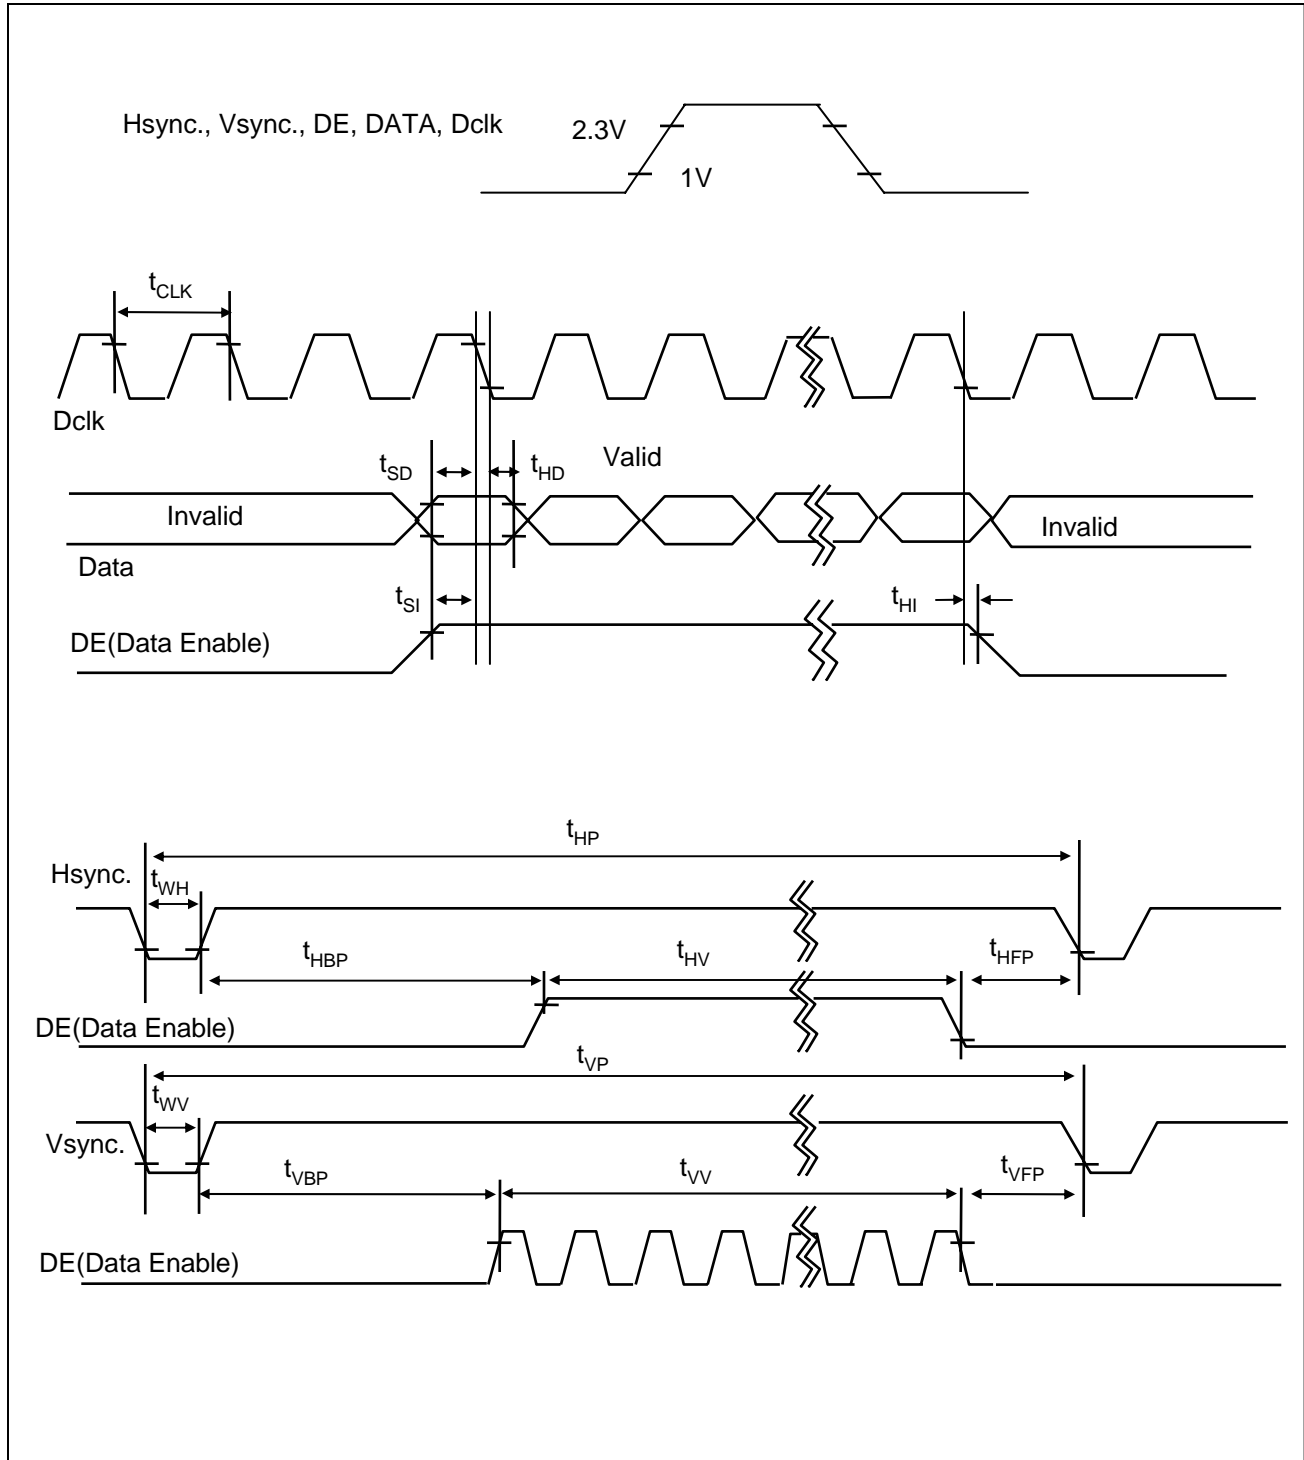 Hsync., Vsync., DE, DATA, Dclk
2.3V
1V
tCLK
Dclk
tSD
tHD
Valid
Invalid
Invalid
Data
tSI
tHI
DE(Data Enable)
tHP
Hsync.
tWH
tHBP
tHV
tHFP
DE(Data Enable)
tVP
tWV
Vsync.
tVBP
tVV
tVFP
DE(Data Enable)